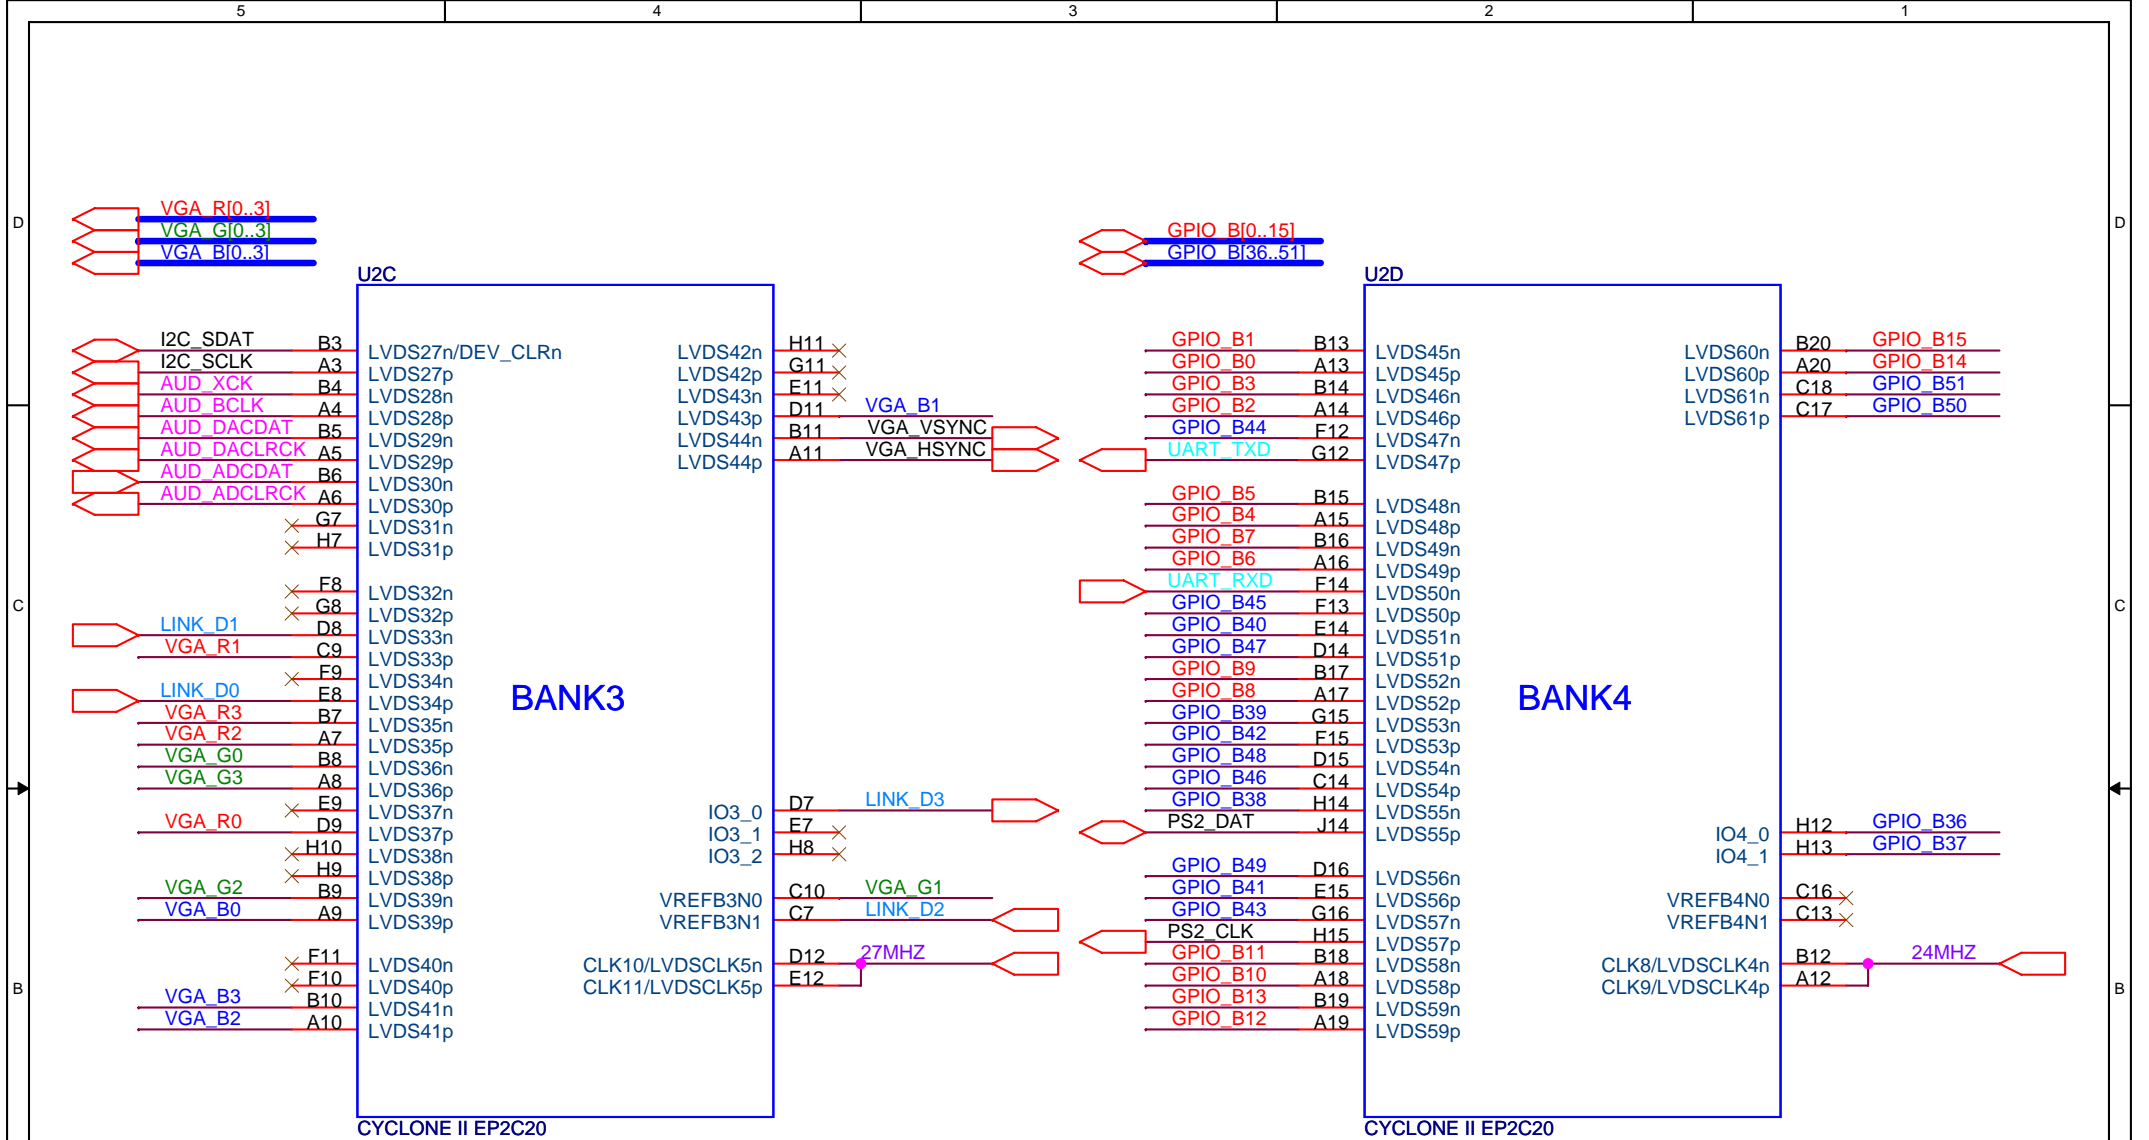 5 4 3 2 1
D D
C C
B B
VGA_R[0..3]
VGA_G[0..3]
VGA_B[0..3]
U2C
I2C_SDAT B3 LVDS27n/DEV_CLRn
I2C_SCLK A3 LVDS27p
AUD_XCK B4 LVDS28n
AUD_BCLK A4 LVDS28p
AUD_DACDAT B5 LVDS29n
AUD_DACLRCK A5 LVDS29p
AUD_ADCDAT B6 LVDS30n
AUD_ADCLRCK A6 LVDS30p
G7 LVDS31n
H7 LVDS31p
F8 LVDS32n
G8 LVDS32p
LINK_D1 D8 LVDS33n
VGA_R1 C9 LVDS33p
F9 LVDS34n
LINK_D0 E8 LVDS34p
VGA_R3 B7 LVDS35n
VGA_R2 A7 LVDS35p
VGA_G0 B8 LVDS36n
VGA_G3 A8 LVDS36p
E9 LVDS37n
VGA_R0 D9 LVDS37p
H10 LVDS38n
H9 LVDS38p
VGA_G2 B9 LVDS39n
VGA_B0 A9 LVDS39p
F11 LVDS40n
F10 LVDS40p
VGA_B3 B10 LVDS41n
VGA_B2 A10 LVDS41p
BANK3
LVDS42n H11
LVDS42p G11
LVDS43n E11
LVDS43p D11 VGA_B1
LVDS44n B11 VGA_VSYNC
LVDS44p A11 VGA_HSYNC
IO3_0 D7 LINK_D3
IO3_1 E7
IO3_2 H8
VREFB3N0 C10 VGA_G1
VREFB3N1 C7 LINK_D2
CLK10/LVDSCLK5n D12 27MHZ
CLK11/LVDSCLK5p E12
CYCLONE II EP2C20
GPIO_B[0..15]
GPIO_B[36..51]
U2D
GPIO_B1 B13 LVDS45n
GPIO_B0 A13 LVDS45p
GPIO_B3 B14 LVDS46n
GPIO_B2 A14 LVDS46p
GPIO_B44 F12 LVDS47n
UART_TXD G12 LVDS47p
GPIO_B5 B15 LVDS48n
GPIO_B4 A15 LVDS48p
GPIO_B7 B16 LVDS49n
GPIO_B6 A16 LVDS49p
UART_RXD F14 LVDS50n
GPIO_B45 F13 LVDS50p
GPIO_B40 E14 LVDS51n
GPIO_B47 D14 LVDS51p
GPIO_B9 B17 LVDS52n
GPIO_B8 A17 LVDS52p
GPIO_B39 G15 LVDS53n
GPIO_B42 F15 LVDS53p
GPIO_B48 D15 LVDS54n
GPIO_B46 C14 LVDS54p
GPIO_B38 H14 LVDS55n
PS2_DAT J14 LVDS55p
GPIO_B49 D16 LVDS56n
GPIO_B41 E15 LVDS56p
GPIO_B43 G16 LVDS57n
PS2_CLK H15 LVDS57p
GPIO_B11 B18 LVDS58n
GPIO_B10 A18 LVDS58p
GPIO_B13 B19 LVDS59n
GPIO_B12 A19 LVDS59p
BANK4
LVDS60n B20 GPIO_B15
LVDS60p A20 GPIO_B14
LVDS61n C18 GPIO_B51
LVDS61p C17 GPIO_B50
IO4_0 H12 GPIO_B36
IO4_1 H13 GPIO_B37
VREFB4N0 C16
VREFB4N1 C13
CLK8/LVDSCLK4n B12 24MHZ
CLK9/LVDSCLK4p A12
CYCLONE II EP2C20